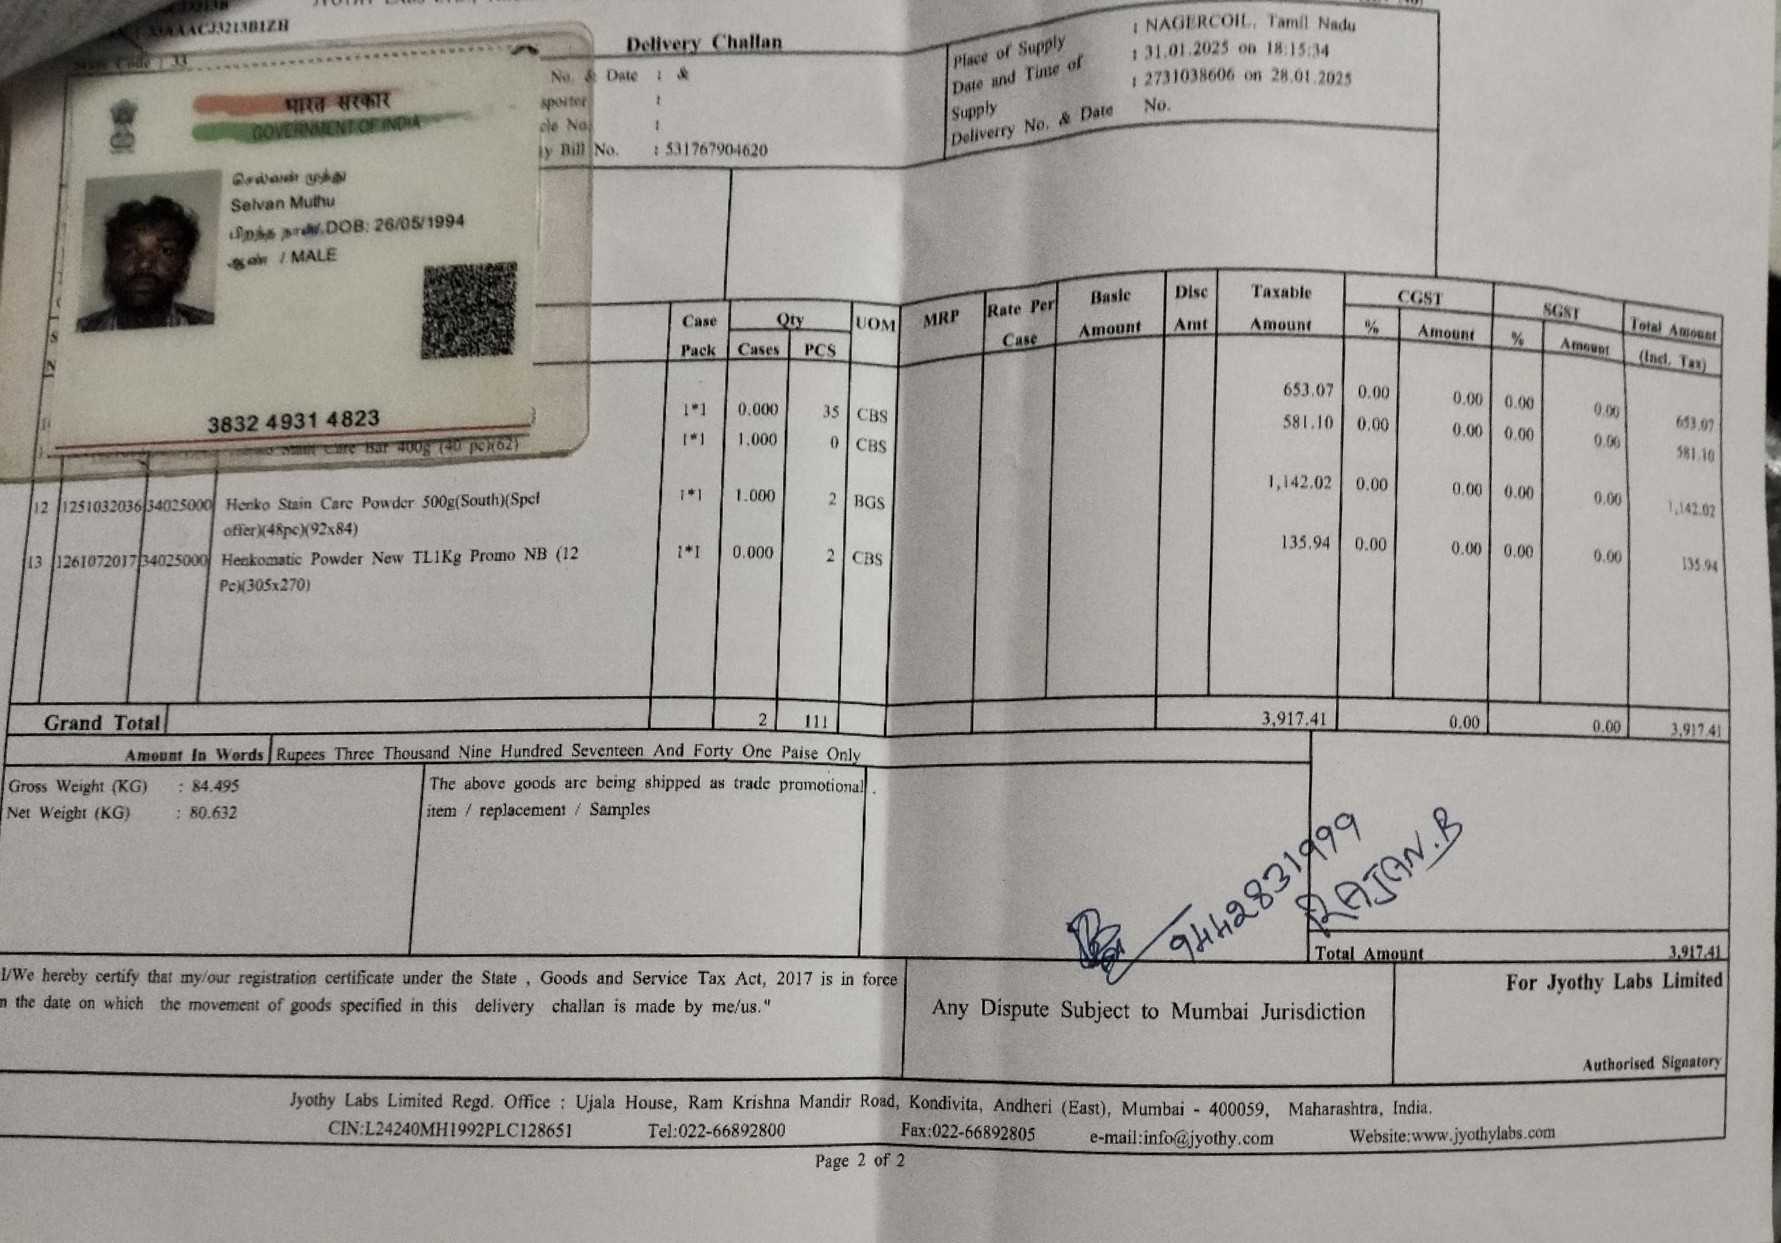 33AAACJ3213B1ZH
State Code : 33
Delivery Challan
No. & Date : &
sporter :
cle No. :
y Bill No. : 531767904620
Place of Supply : NAGERCOIL, Tamil Nadu
Date and Time of Supply : 31.01.2025 on 18:15:34
Deliverry No. & Date : 2731038606 on 28.01.2025
No.
भारत सरकार
GOVERNMENT OF INDIA
செல்வன் முத்து
Selvan Muthu
பிறந்த நாள்/DOB: 26/05/1994
ஆண் / MALE
3832 4931 4823
Case Pack Qty Cases PCS UOM MRP Rate Per Case Basic Amount Disc Amt Taxable Amount CGST % Amount SGST % Amount Total Amount (Incl. Tax)
1*1 0.000 35 CBS 653.07 0.00 0.00 0.00 0.00 653.07
Stain Care Bar 400g (40 pc)(62) 1*1 1.000 0 CBS 581.10 0.00 0.00 0.00 0.00 581.10
12 1251032036 34025000 Henko Stain Care Powder 500g(South)(Spcl 1*1 1.000 2 BGS 1,142.02 0.00 0.00 0.00 0.00 1,142.02
offer)(48pc)(92x84)
13 1261072017 34025000 Henkomatic Powder New TL1Kg Promo NB (12 1*1 0.000 2 CBS 135.94 0.00 0.00 0.00 0.00 135.94
Pc)(305x270)
Grand Total 2 111 3,917.41 0.00 0.00 3,917.41
Amount In Words Rupees Three Thousand Nine Hundred Seventeen And Forty One Paise Only
Gross Weight (KG) : 84.495
Net Weight (KG) : 80.632
The above goods are being shipped as trade promotional
item / replacement / Samples
9442831999
RAJAN.B
Total Amount 3,917.41
I/We hereby certify that my/our registration certificate under the State , Goods and Service Tax Act, 2017 is in force
n the date on which the movement of goods specified in this delivery challan is made by me/us."
Any Dispute Subject to Mumbai Jurisdiction
For Jyothy Labs Limited
Authorised Signatory
Jyothy Labs Limited Regd. Office : Ujala House, Ram Krishna Mandir Road, Kondivita, Andheri (East), Mumbai - 400059, Maharashtra, India.
CIN:L24240MH1992PLC128651 Tel:022-66892800 Fax:022-66892805 e-mail:info@jyothy.com Website:www.jyothylabs.com
Page 2 of 2